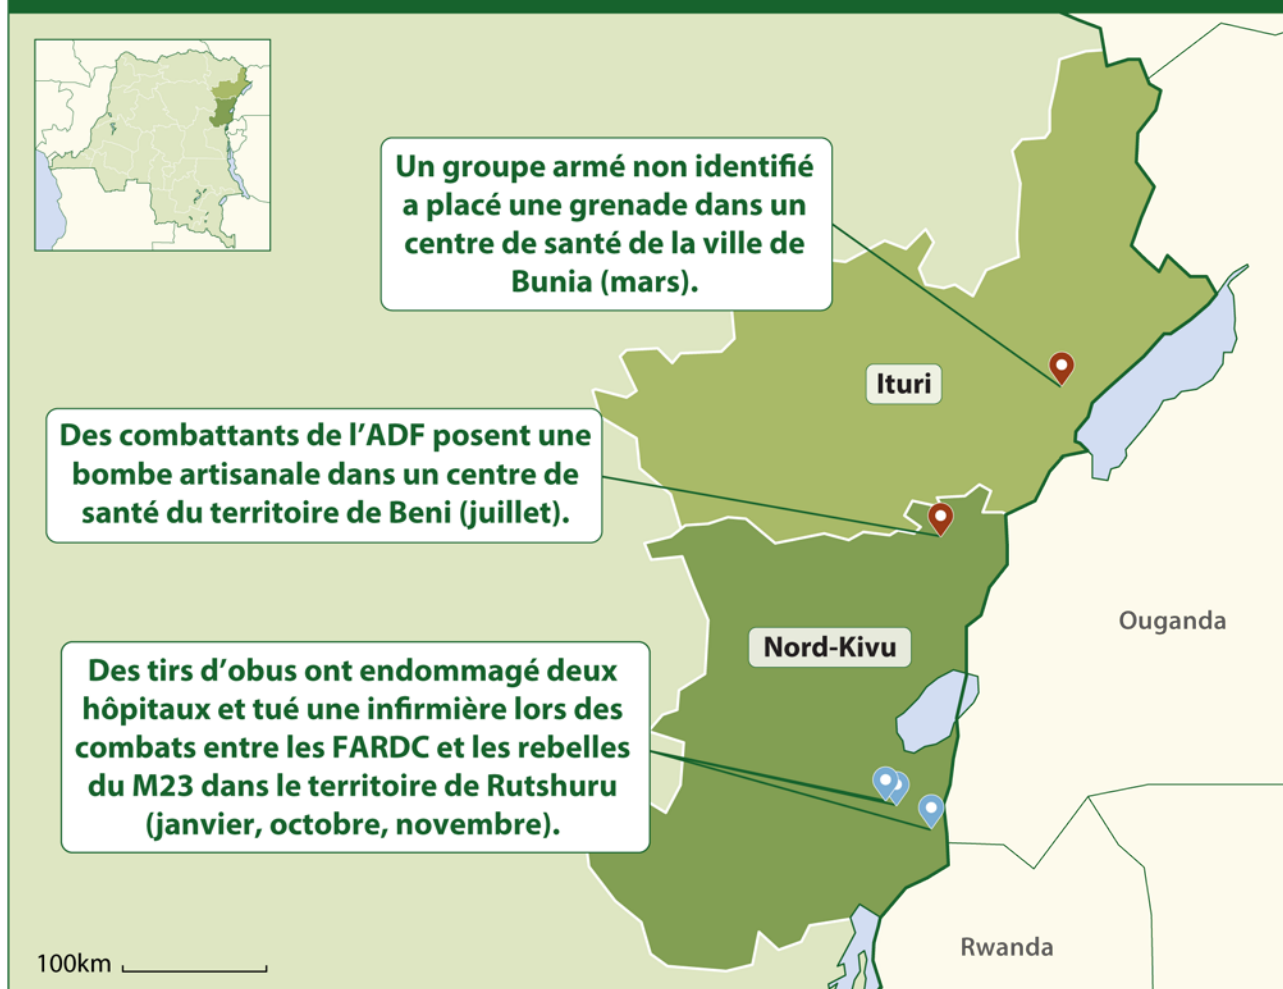 Un groupe armé non identifié
a placé une grenade dans un
centre de santé de la ville de
Bunia (mars).
Ituri
Des combattants de l’ADF posent une
bombe artisanale dans un centre de
santé du territoire de Beni (juillet).
Ouganda
Nord-Kivu
Des tirs d’obus ont endommagé deux
hôpitaux et tué une infirmière lors des
combats entre les FARDC et les rebelles
du M23 dans le territoire de Rutshuru
(janvier, octobre, novembre).
Rwanda
100km